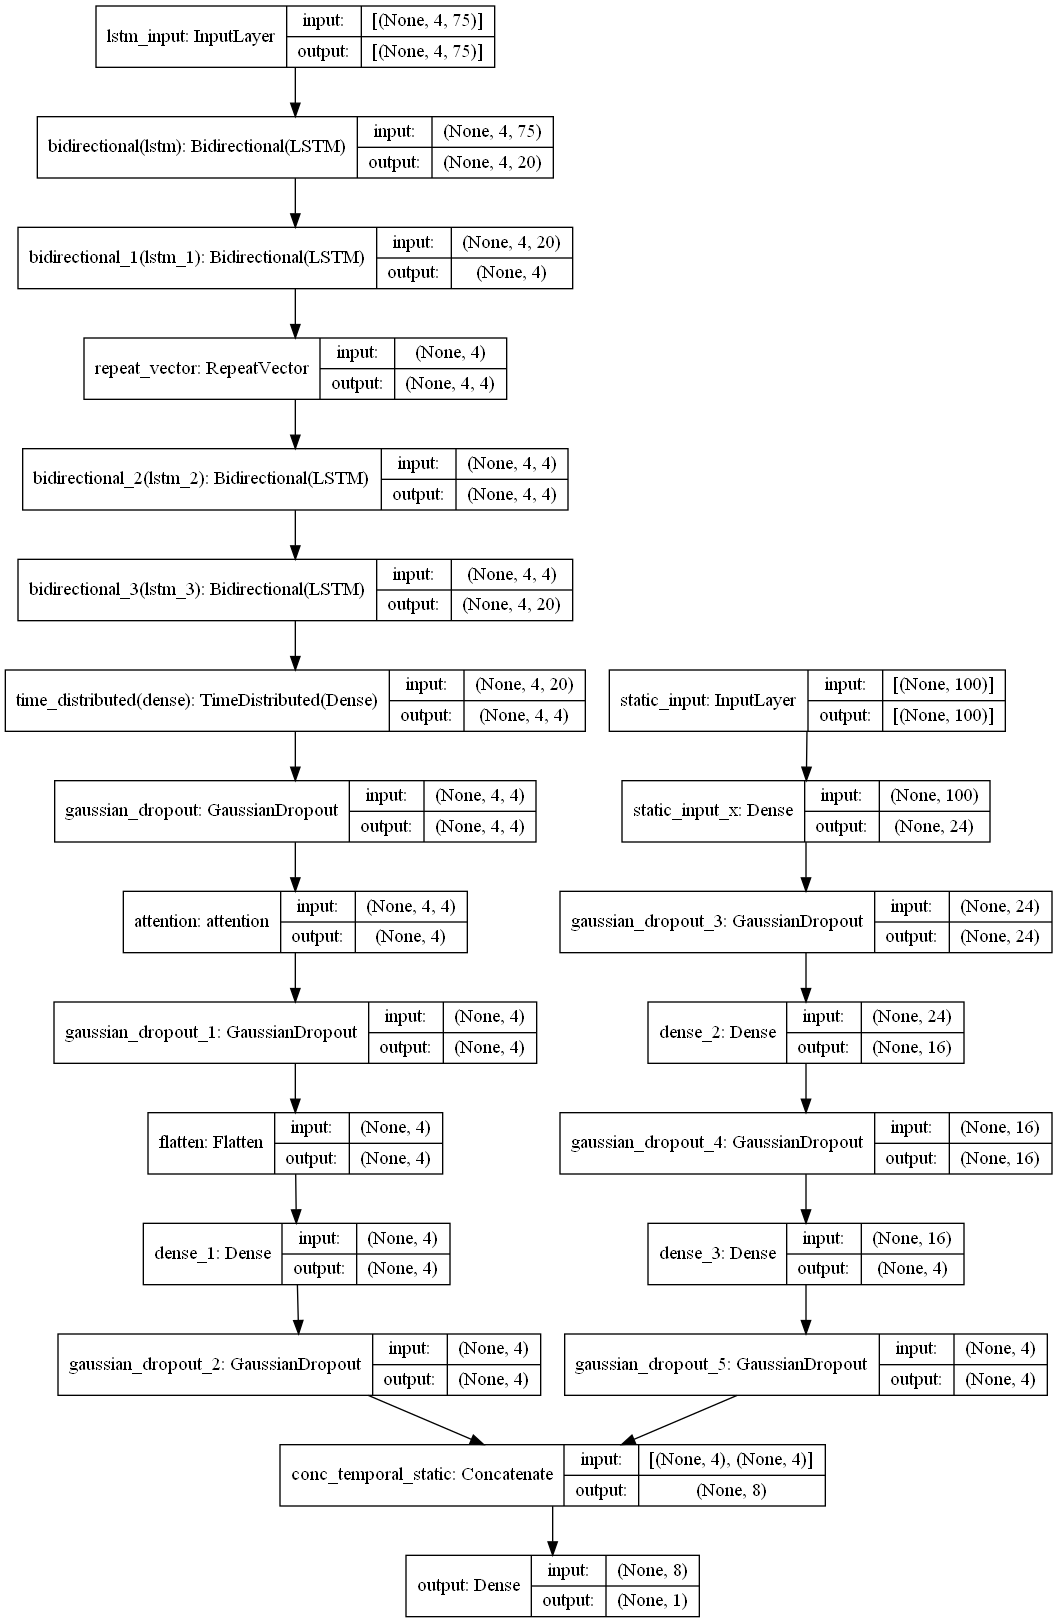 lstm_input: InputLayer
input:
[(None, 4, 75)]
output:
[(None, 4, 75)]
bidirectional(lstm): Bidirectional(LSTM)
input:
(None, 4, 75)
output:
(None, 4, 20)
bidirectional_1(lstm_1): Bidirectional(LSTM)
input:
(None, 4, 20)
output:
(None, 4)
repeat_vector: RepeatVector
input:
(None, 4)
output:
(None, 4, 4)
bidirectional_2(lstm_2): Bidirectional(LSTM)
input:
(None, 4, 4)
output:
(None, 4, 4)
bidirectional_3(lstm_3): Bidirectional(LSTM)
input:
(None, 4, 4)
output:
(None, 4, 20)
time_distributed(dense): TimeDistributed(Dense)
input:
(None, 4, 20)
output:
(None, 4, 4)
gaussian_dropout: GaussianDropout
input:
(None, 4, 4)
output:
(None, 4, 4)
attention: attention
input:
(None, 4, 4)
output:
(None, 4)
gaussian_dropout_1: GaussianDropout
input:
(None, 4)
output:
(None, 4)
flatten: Flatten
input:
(None, 4)
output:
(None, 4)
dense_1: Dense
input:
(None, 4)
output:
(None, 4)
gaussian_dropout_2: GaussianDropout
input:
(None, 4)
output:
(None, 4)
static_input: InputLayer
input:
[(None, 100)]
output:
[(None, 100)]
static_input_x: Dense
input:
(None, 100)
output:
(None, 24)
gaussian_dropout_3: GaussianDropout
input:
(None, 24)
output:
(None, 24)
dense_2: Dense
input:
(None, 24)
output:
(None, 16)
gaussian_dropout_4: GaussianDropout
input:
(None, 16)
output:
(None, 16)
dense_3: Dense
input:
(None, 16)
output:
(None, 4)
gaussian_dropout_5: GaussianDropout
input:
(None, 4)
output:
(None, 4)
conc_temporal_static: Concatenate
input:
[(None, 4), (None, 4)]
output:
(None, 8)
output: Dense
input:
(None, 8)
output:
(None, 1)